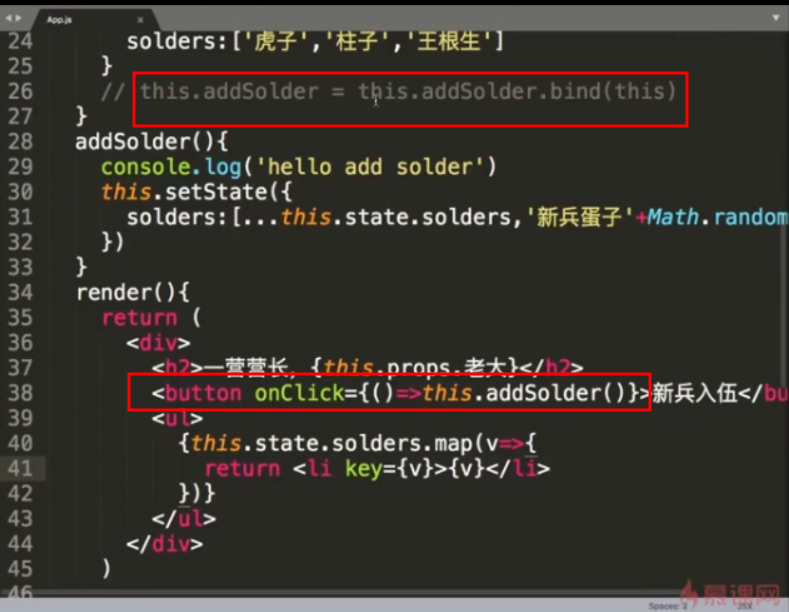 App.js
24 solders:['虎子','柱子','王根生']
25 }
26 // this.addSolder = this.addSolder.bind(this)
27 }
28 addSolder(){
29 console.log('hello add solder')
30 this.setState({
31 solders:[...this.state.solders,'新兵蛋子'+Math.random
32 })
33 }
34 render(){
35 return (
36 <div>
37 <h2>一营营长, {this.props.老大}</h2>
38 <button onClick={()=>this.addSolder()}>新兵入伍</bu
39 <ul>
40 {this.state.solders.map(v=>{
41 return <li key={v}>{v}</li>
42 })}
43 </ul>
44 </div>
45 )
46
慕课网
Spaces: 2 JSX